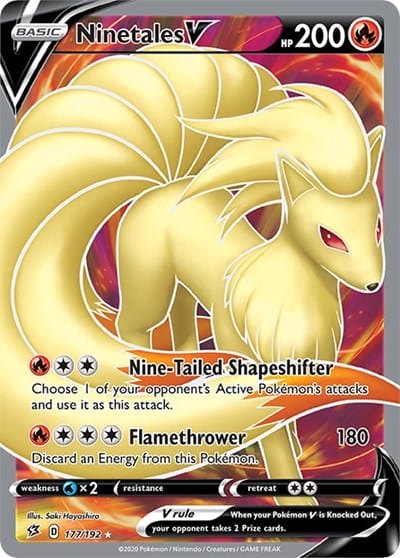 BASIC Ninetales V HP 200
Nine-Tailed Shapeshifter
Choose 1 of your opponent's Active Pokémon's attacks
and use it as this attack.
Flamethrower 180
Discard an Energy from this Pokémon.
weakness × 2 resistance retreat
Illus. Saki Hayashiro
D 177/192
V rule When your Pokémon V is Knocked Out,
your opponent takes 2 Prize cards.
©2020 Pokémon / Nintendo / Creatures / GAME FREAK